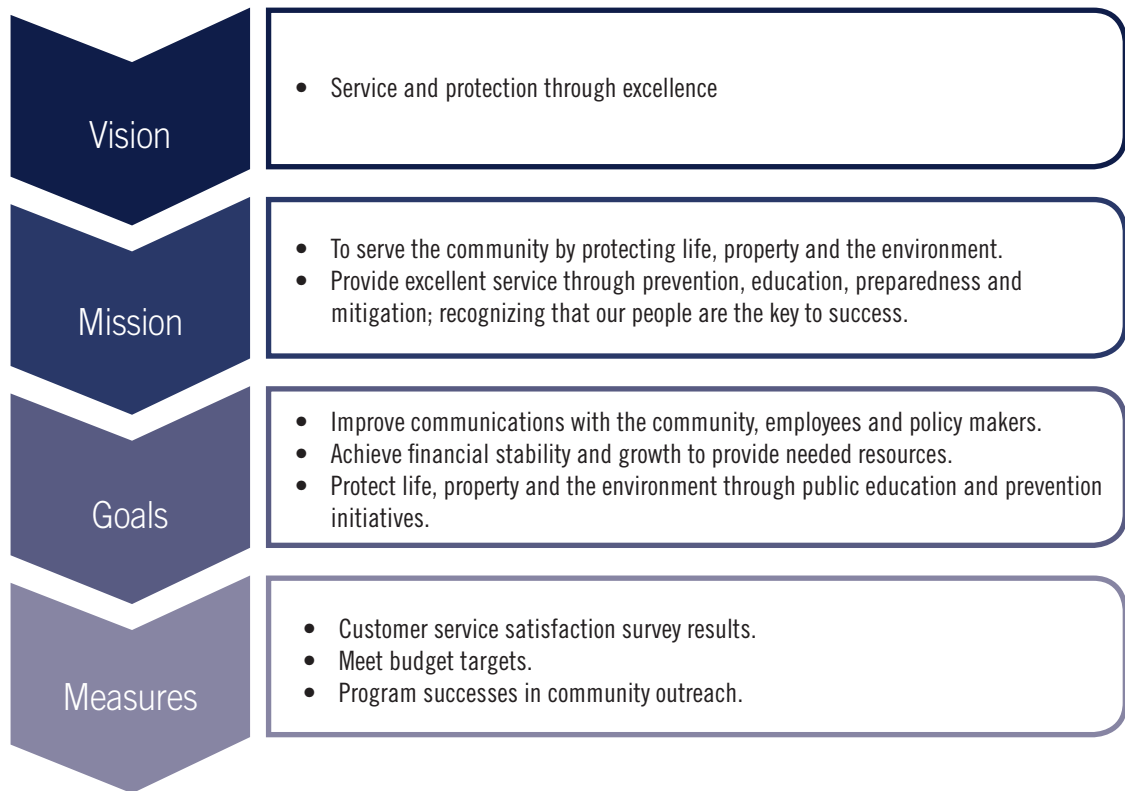 Vision
• Service and protection through excellence
Mission
• To serve the community by protecting life, property and the environment.
• Provide excellent service through prevention, education, preparedness and
mitigation; recognizing that our people are the key to success.
Goals
• Improve communications with the community, employees and policy makers.
• Achieve financial stability and growth to provide needed resources.
• Protect life, property and the environment through public education and prevention
initiatives.
Measures
• Customer service satisfaction survey results.
• Meet budget targets.
• Program successes in community outreach.